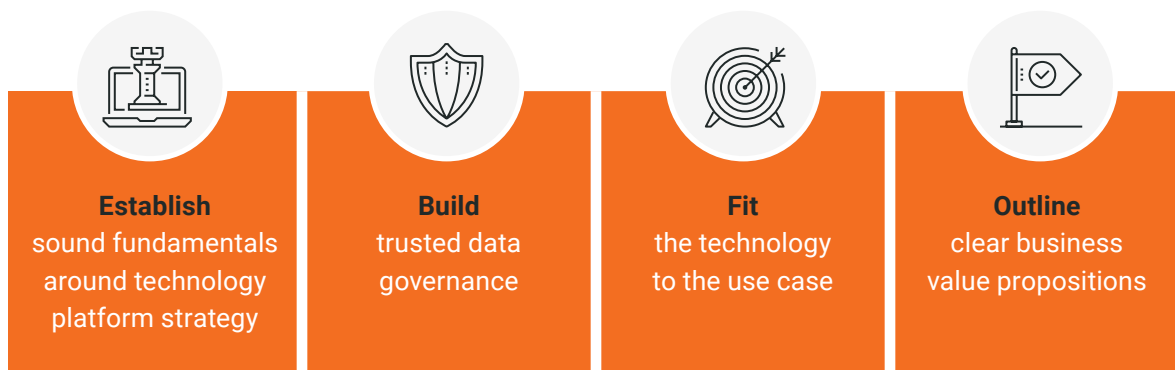 Establish
sound fundamentals
around technology
platform strategy
Build
trusted data
governance
Fit
the technology
to the use case
Outline
clear business
value propositions